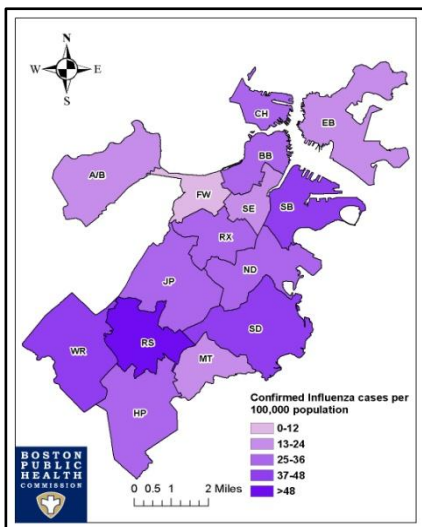 N
W E
S
CH
EB
BB
A/B
FW
SE
SB
RX
ND
JP
RS
SD
WR
MT
HP
Confirmed Influenza cases per
100,000 population
0-12
13-24
25-36
37-48
>48
BOSTON
PUBLIC
HEALTH
COMMISSION
0 0.5 1 2 Miles